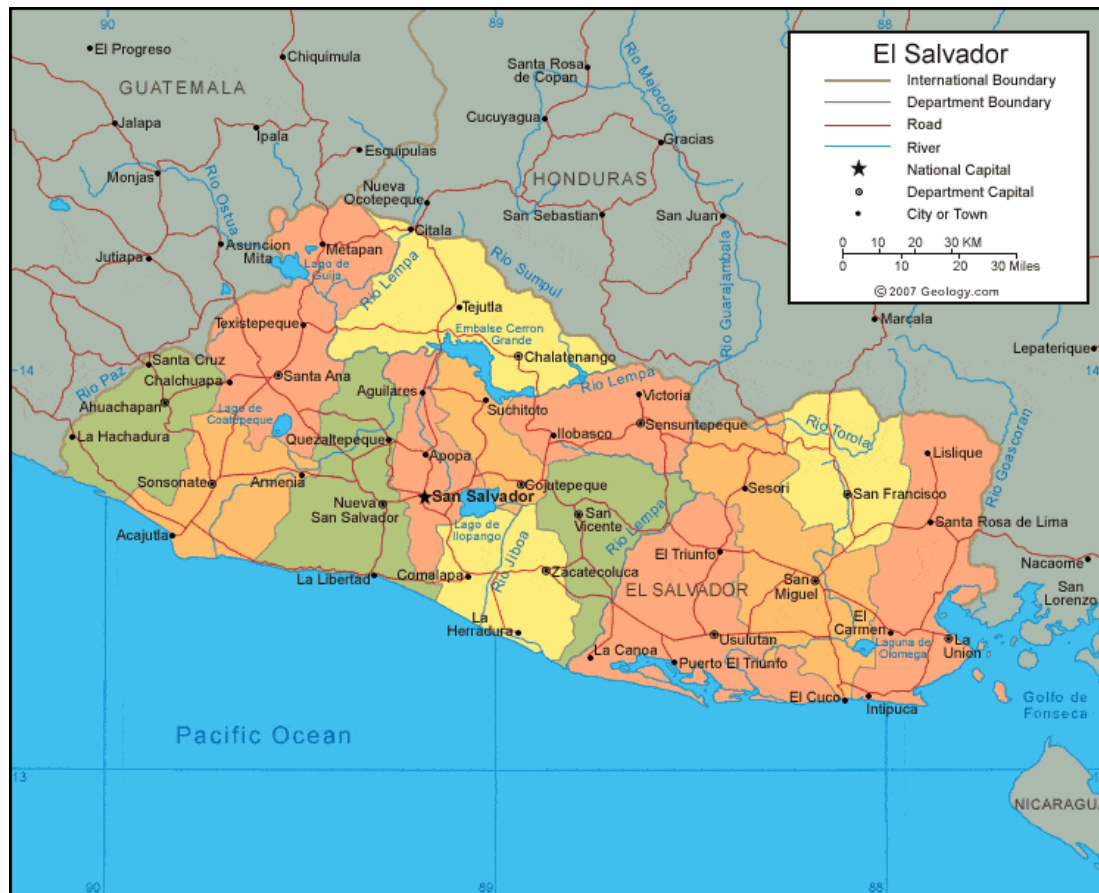 90
89
88
El Progreso
Chiquimula
GUATEMALA
Santa Rosa
de Copan
Rio Mejocote
Cucuyagua
Jalapa
Ipala
Gracias
Esquipulas
Monjas
Rio Ostua
Nueva
Ocotepeque
HONDURAS
San Sebastian
San Juan
Citala
Asuncion
Mita
Metapan
Jutiapa
Lago de
Guija
Rio Lempa
Rio Sumpul
Rio Guarajambala
El Salvador
International Boundary
Department Boundary
Road
River
National Capital
Department Capital
City or Town
0 10 20 30 KM
0 10 20 30 Miles
© 2007 Geology.com
Marcala
Lepaterique
Texistepeque
Tejutla
Embalse Cerron
Grande
Chalatenango
14
14
Santa Cruz
Rio Paz
Chalchuapa
Santa Ana
Aguilares
Rio Lempa
Ahuachapan
Lago de
Coatepeque
Suchitoto
Victoria
La Hachadura
Quezaltepeque
Ilobasco
Sensuntepeque
Rio Torola
Rio Goascoran
Apopa
Lislique
Sonsonate
Armenia
San Salvador
Cojutepeque
Sesori
San Francisco
Nueva
San Salvador
Lago de
Ilopango
San
Vicente
Rio Lempa
Santa Rosa de Lima
Acajutla
Rio Jiboa
El Triunfo
Nacaome
La Libertad
Comalapa
Zacatecoluca
EL SALVADOR
San
Miguel
San
Lorenzo
La
Herradura
El
Carmen
Usulutan
Laguna de
Olomega
La
Union
La Canoa
Puerto El Triunfo
El Cuco
Intipuca
Golfo de
Fonseca
Pacific Ocean
13
NICARAGUA
90
89
88